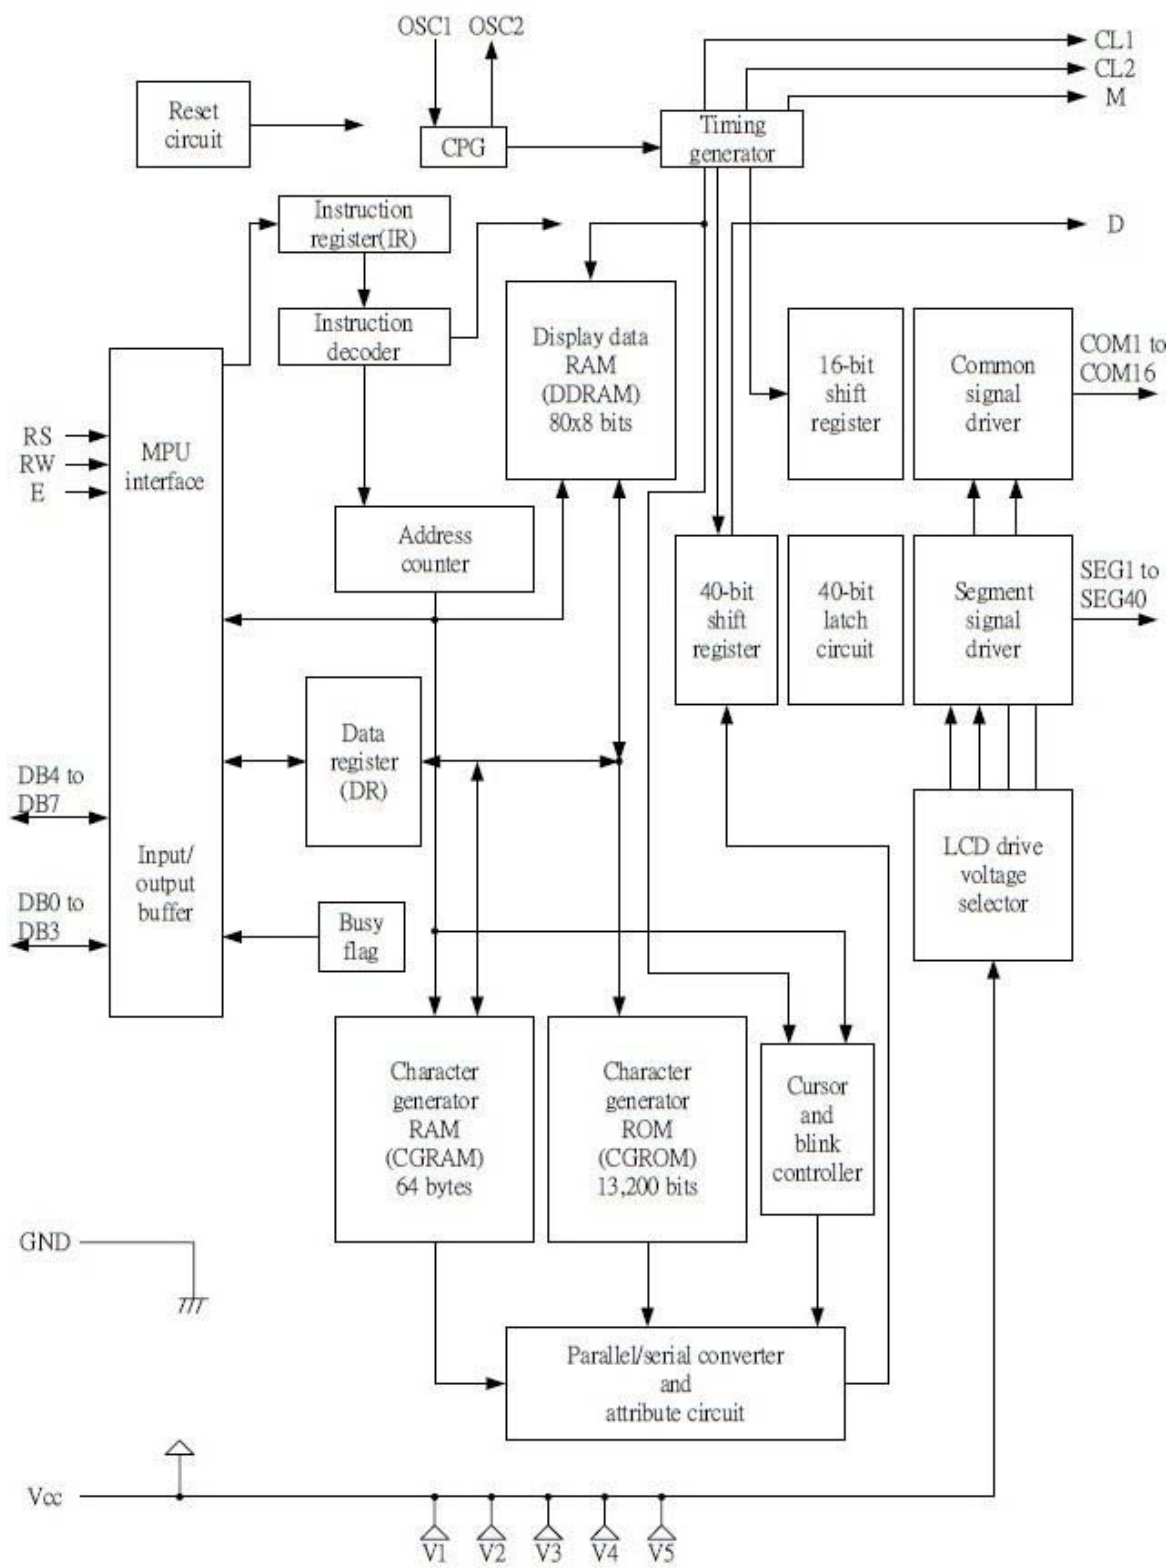 OSC1 OSC2
CL1
CL2
M
Reset
circuit
CPG
Timing
generator
Instruction
register(IR)
D
Instruction
decoder
Display data
RAM
(DDRAM)
80x8 bits
16-bit
shift
register
Common
signal
driver
COM1 to
COM16
RS
RW
E
MPU
interface
Address
counter
40-bit
shift
register
40-bit
latch
circuit
Segment
signal
driver
SEG1 to
SEG40
Data
register
(DR)
DB4 to
DB7
Input/
output
buffer
LCD drive
voltage
selector
DB0 to
DB3
Busy
flag
Character
generator
RAM
(CGRAM)
64 bytes
Character
generator
ROM
(CGROM)
13,200 bits
Cursor
and
blink
controller
GND
Parallel/serial converter
and
attribute circuit
Vcc
V1 V2 V3 V4 V5